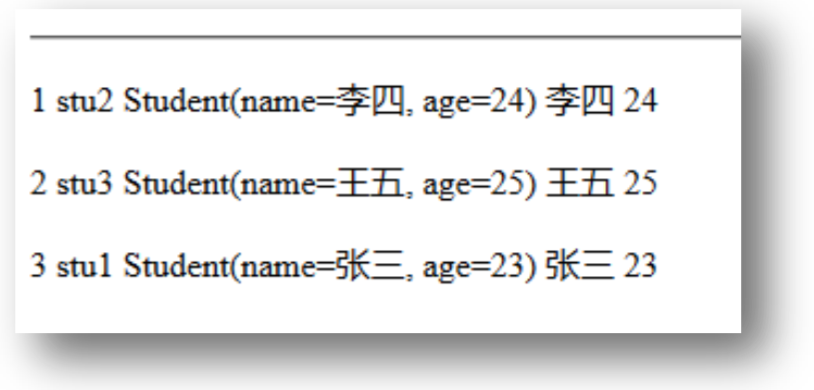 1 stu2 Student(name=李四, age=24) 李四 24
2 stu3 Student(name=王五, age=25) 王五 25
3 stu1 Student(name=张三, age=23) 张三 23